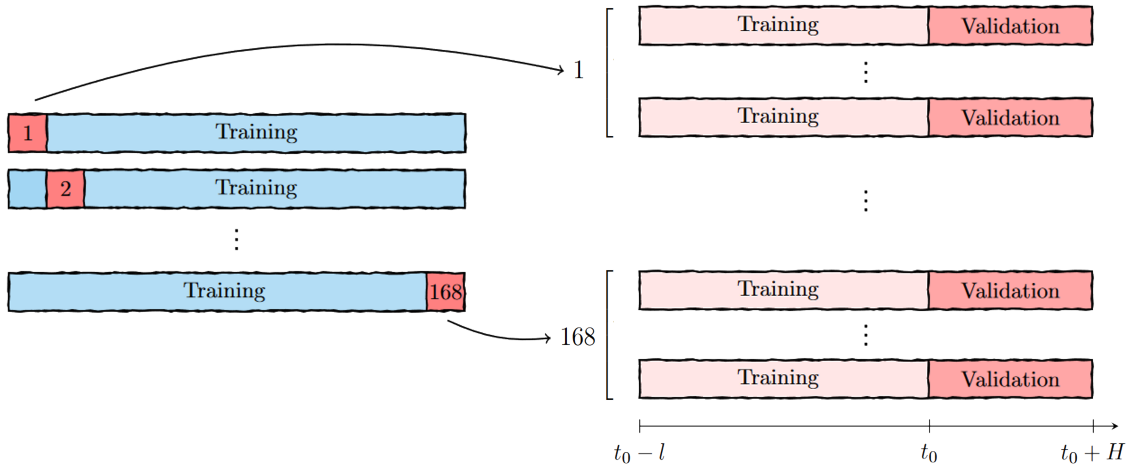 1 Training
2 Training
⋮
Training 168
1
Training Validation
⋮
Training Validation
⋮
168
Training Validation
⋮
Training Validation
t₀ − l t₀ t₀ + H